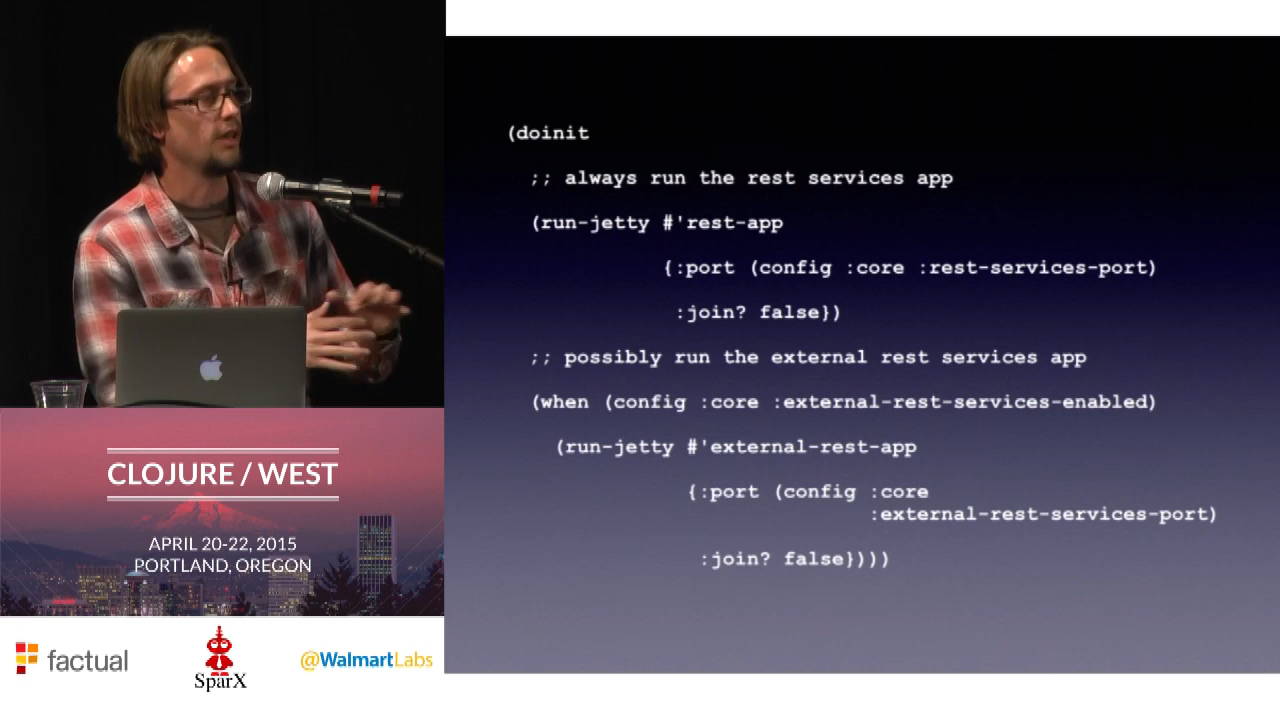 (doinit
;; always run the rest services app
(run-jetty #'rest-app
{:port (config :core :rest-services-port)
:join? false})
;; possibly run the external rest services app
(when (config :core :external-rest-services-enabled)
(run-jetty #'external-rest-app
{:port (config :core
:external-rest-services-port)
:join? false})))
CLOJURE / WEST
APRIL 20-22, 2015
PORTLAND, OREGON
factual
SparX
@WalmartLabs